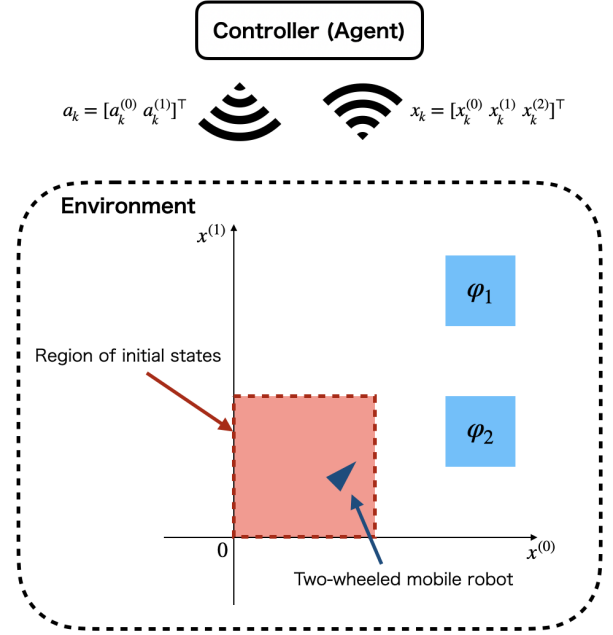 Controller (Agent)
a_k = [a_k^(0) a_k^(1)]^⊤
x_k = [x_k^(0) x_k^(1) x_k^(2)]^⊤
Environment
x^(1)
φ_1
Region of initial states
φ_2
0
x^(0)
Two-wheeled mobile robot